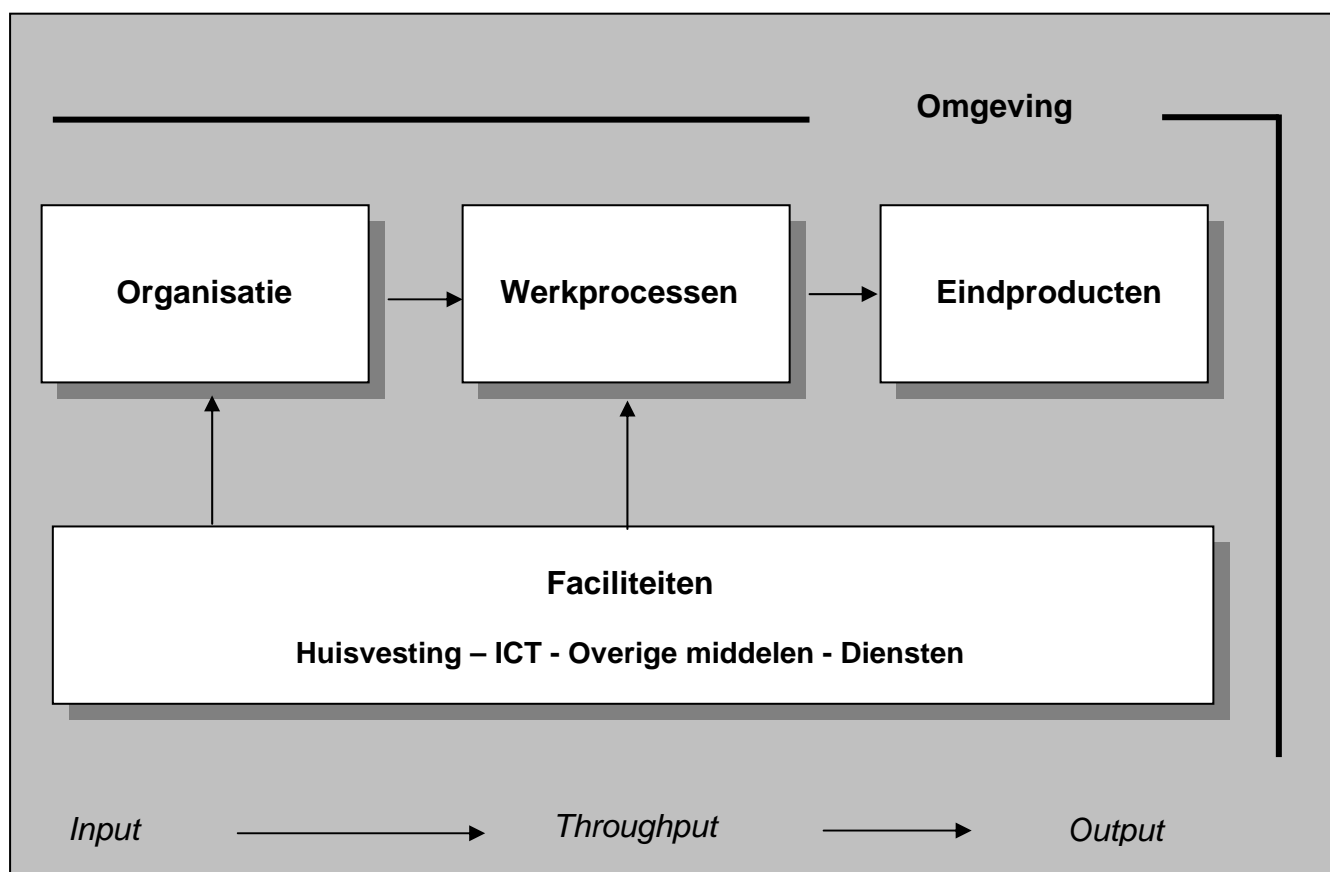 Omgeving
Organisatie
Werkprocessen
Eindproducten
Faciliteiten
Huisvesting – ICT - Overige middelen - Diensten
Input
Throughput
Output